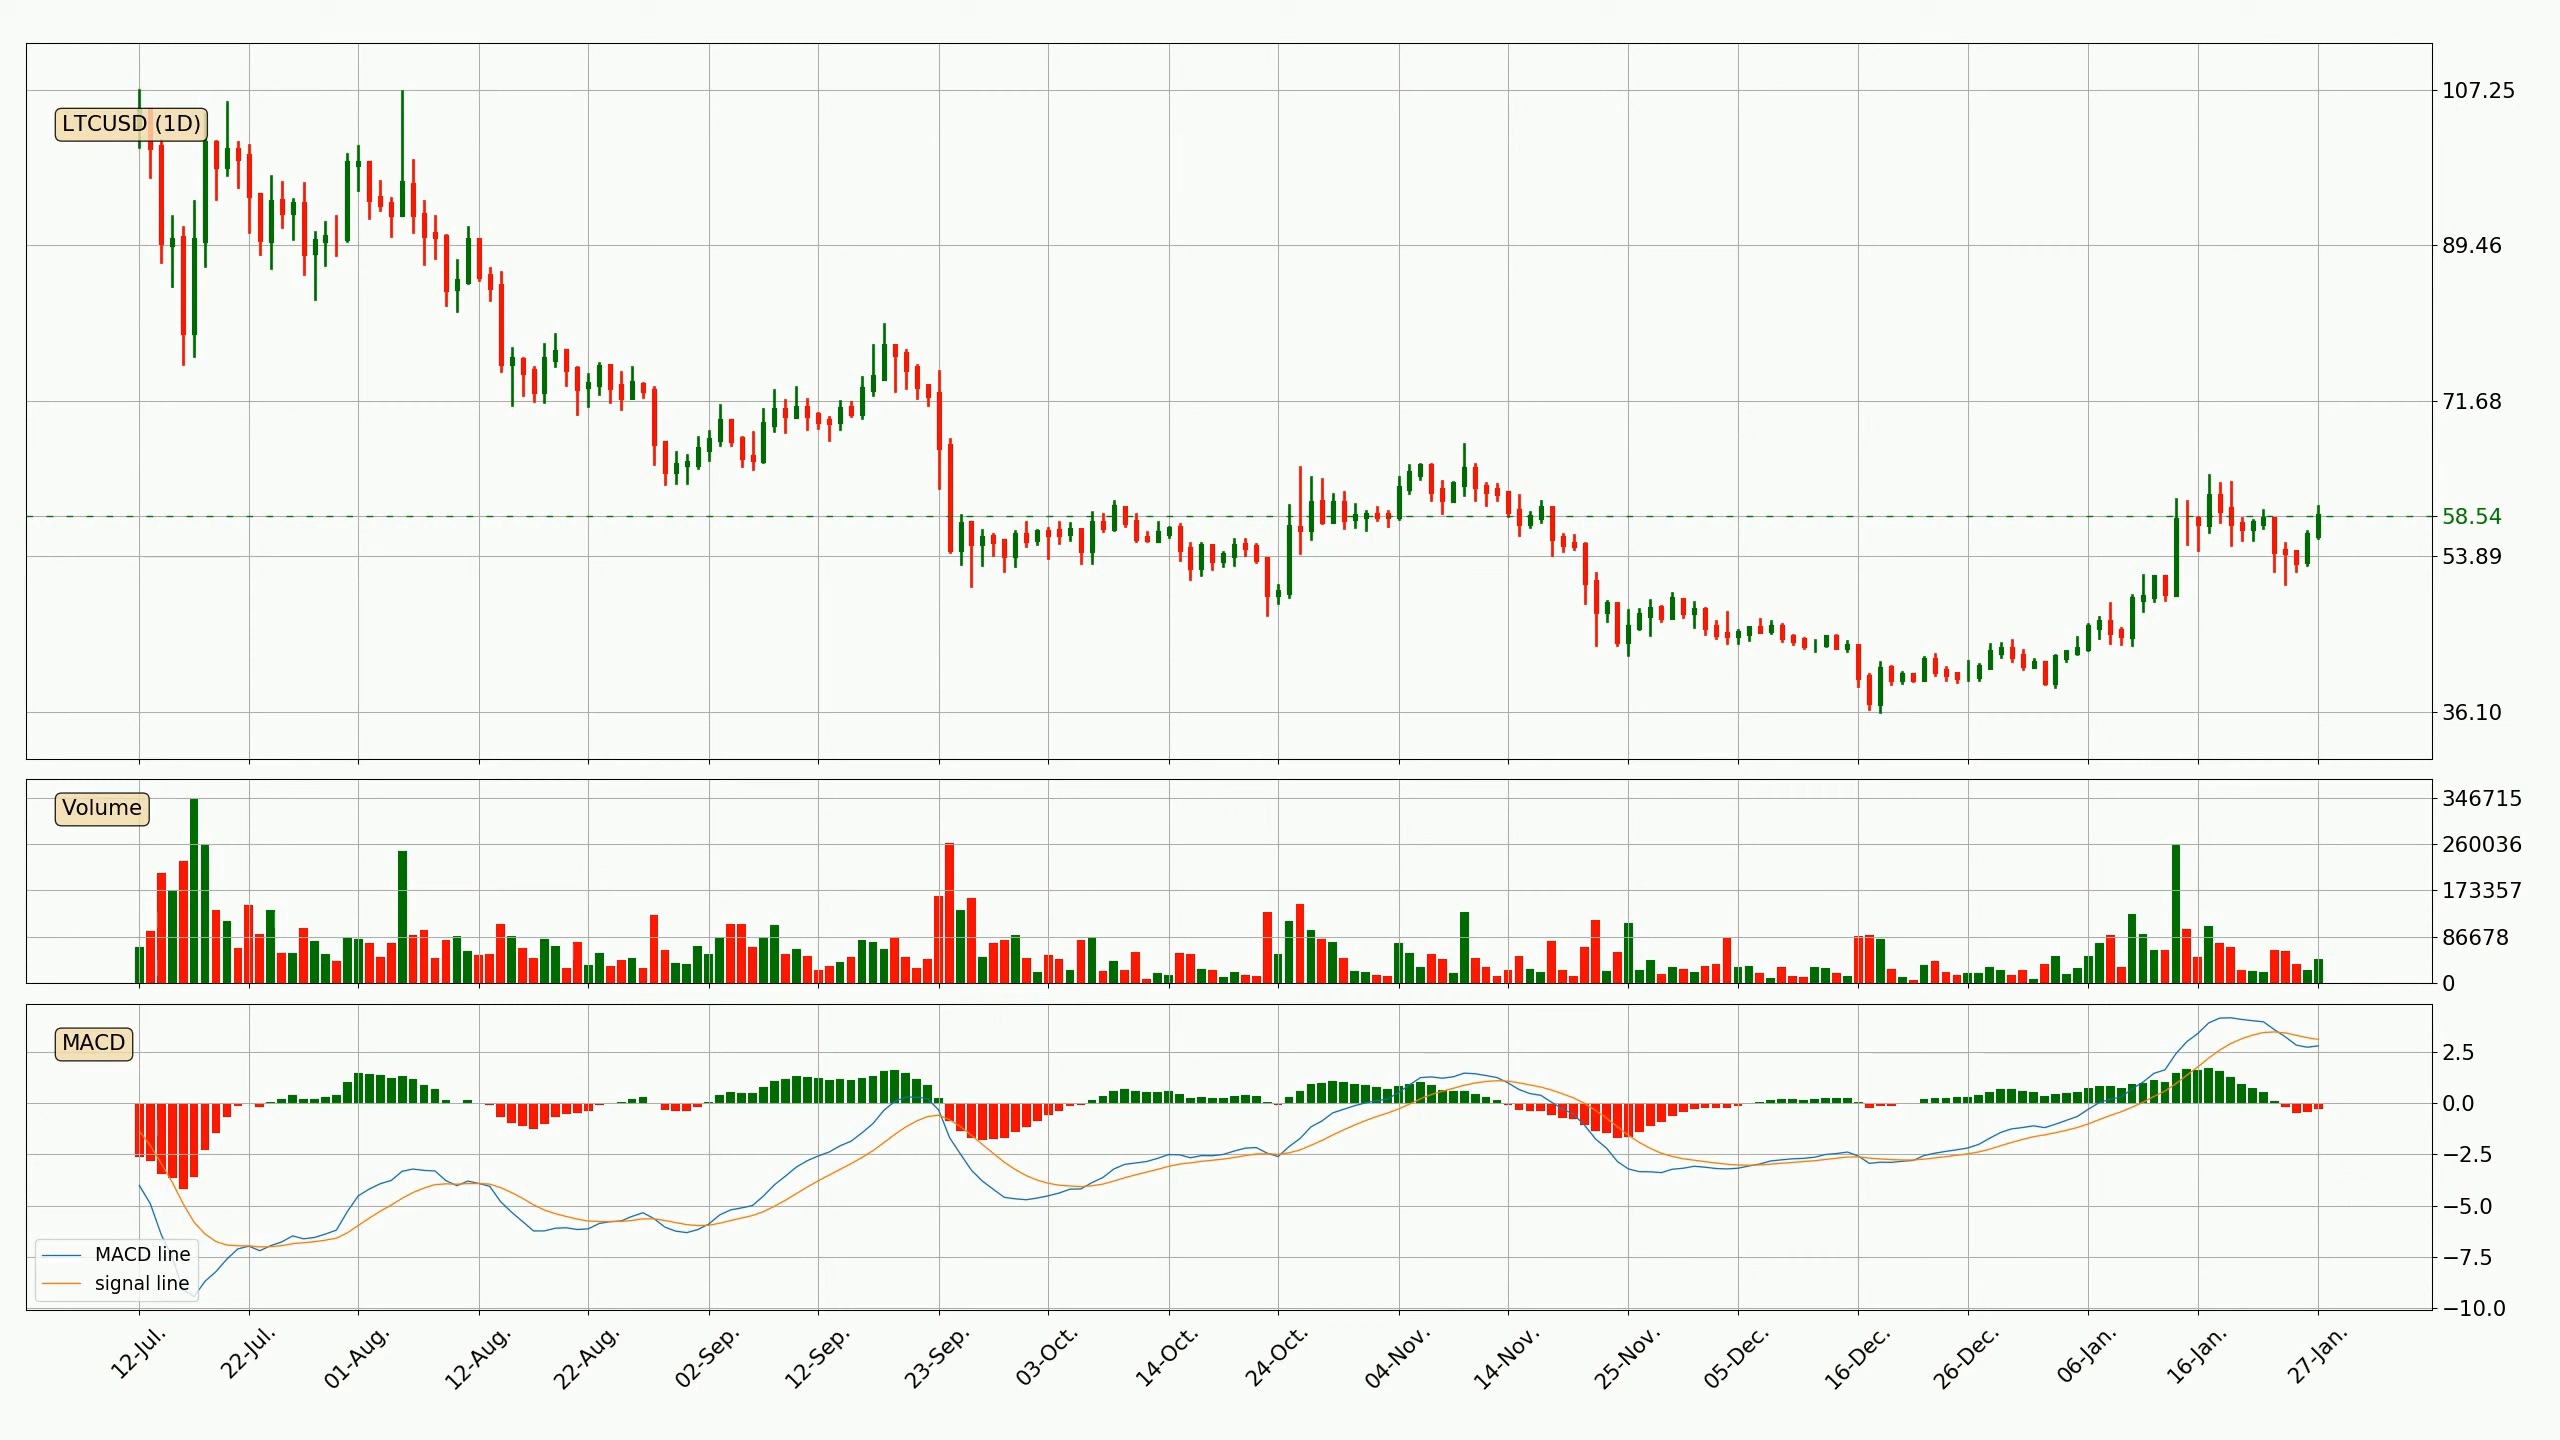 LTCUSD (1D)
107.25
89.46
71.68
58.54
53.89
36.10
Volume
346715
260036
173357
86678
0
MACD
2.5
0.0
−2.5
−5.0
−7.5
−10.0
MACD line
signal line
12-Jul.
22-Jul.
01-Aug.
12-Aug.
22-Aug.
02-Sep.
12-Sep.
23-Sep.
03-Oct.
14-Oct.
24-Oct.
04-Nov.
14-Nov.
25-Nov.
05-Dec.
16-Dec.
26-Dec.
06-Jan.
16-Jan.
27-Jan.